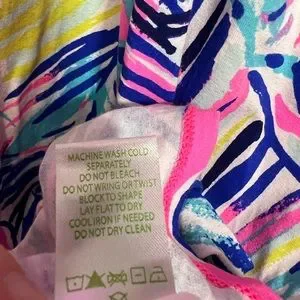 MACHINE WASH COLD
SEPARATELY
DO NOT BLEACH
DO NOT WRING OR TWIST
BLOCK TO SHAPE
LAY FLAT TO DRY
COOL IRON IF NEEDED
DO NOT DRY CLEAN